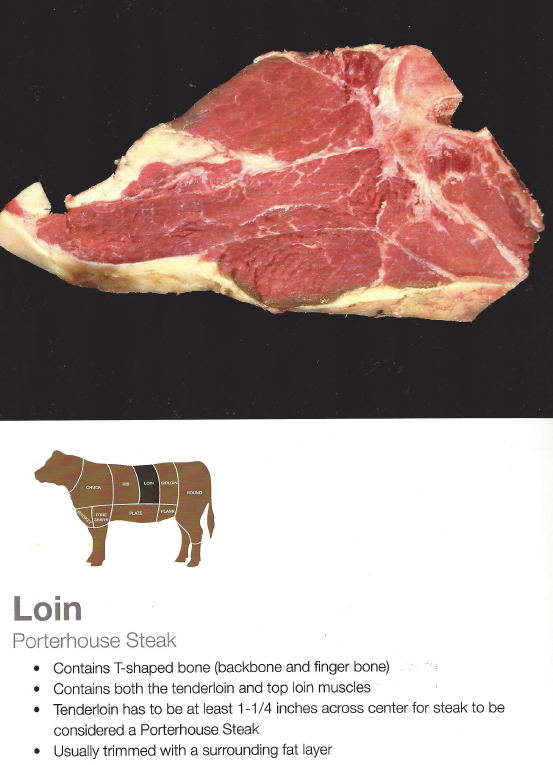 CHUCK
RIB
LOIN
SIRLOIN
ROUND
BRISKET
FORE
SHANK
PLATE
FLANK
Loin
Porterhouse Steak
• Contains T-shaped bone (backbone and finger bone)
• Contains both the tenderloin and top loin muscles
• Tenderloin has to be at least 1-1/4 inches across center for steak to be
considered a Porterhouse Steak
• Usually trimmed with a surrounding fat layer